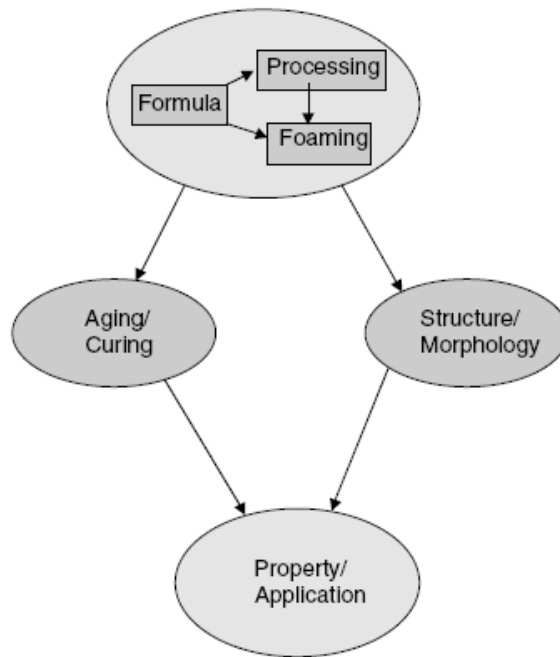 Processing
Formula
Foaming
Aging/
Curing
Structure/
Morphology
Property/
Application